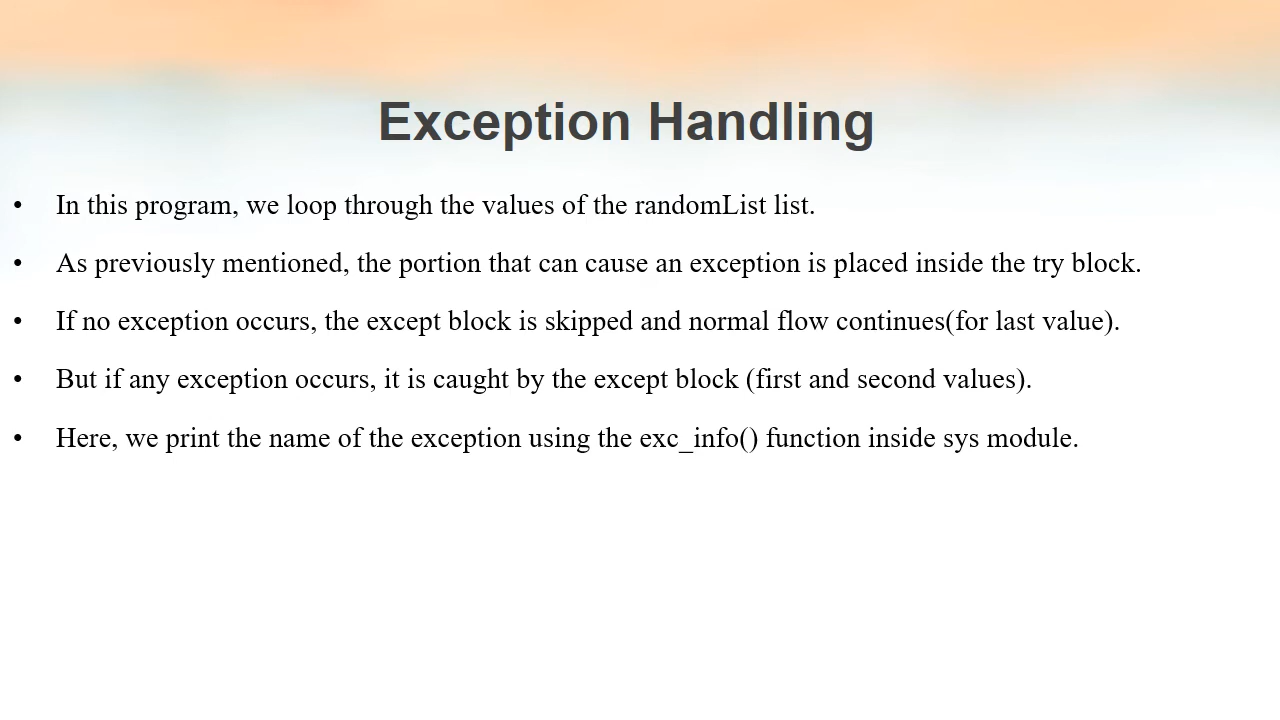 Exception Handling
• In this program, we loop through the values of the randomList list.
• As previously mentioned, the portion that can cause an exception is placed inside the try block.
• If no exception occurs, the except block is skipped and normal flow continues(for last value).
• But if any exception occurs, it is caught by the except block (first and second values).
• Here, we print the name of the exception using the exc_info() function inside sys module.